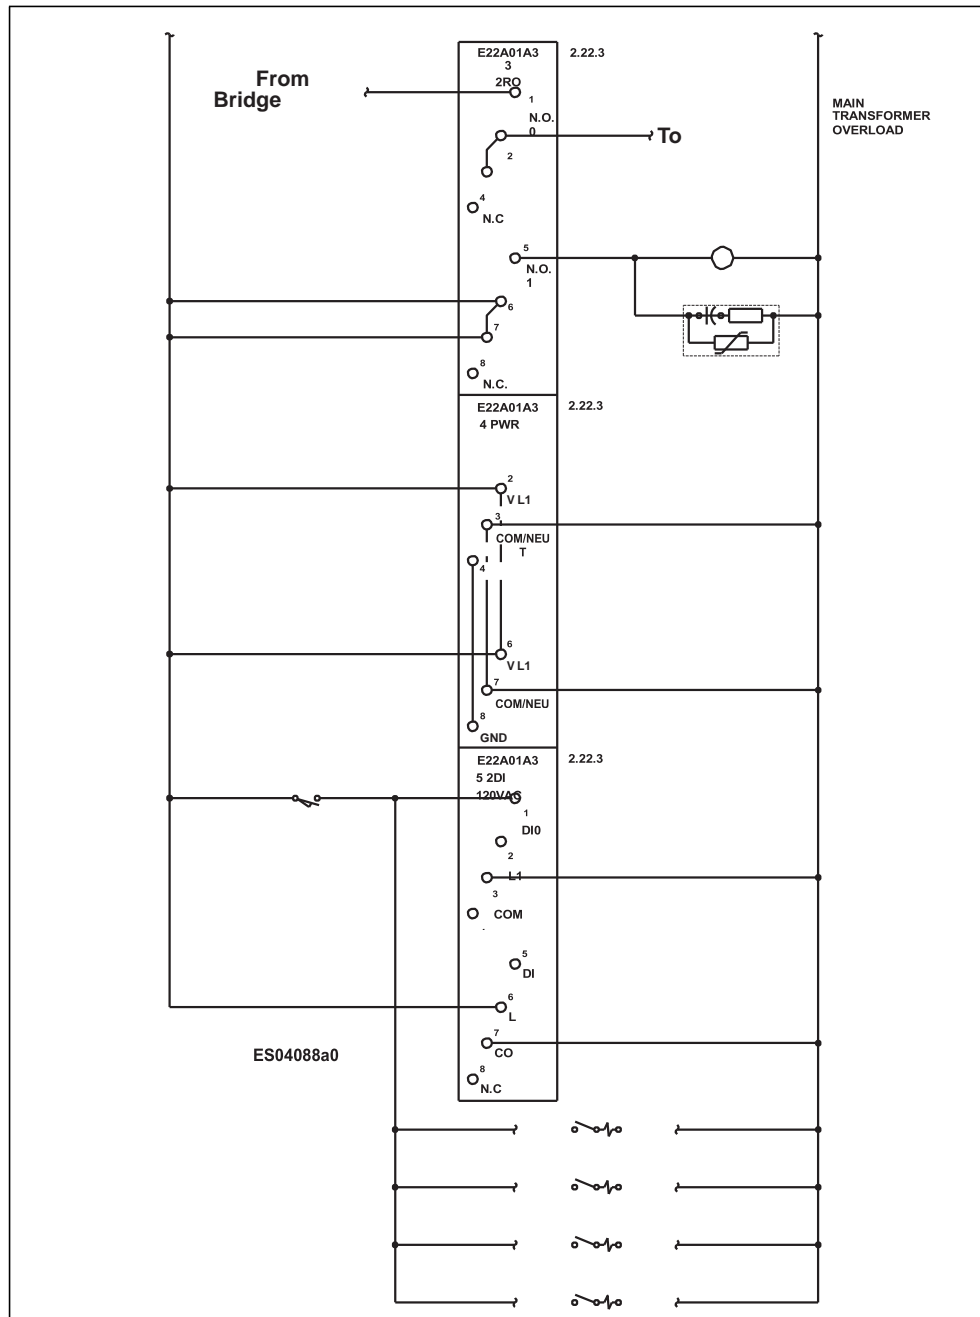 E22A01A3 2.22.3
3
2RO
From
Bridge
1
N.O.
0
MAIN
TRANSFORMER
OVERLOAD
To
2
4
N.C
5
N.O.
1
6
7
8
N.C.
E22A01A3 2.22.3
4 PWR
2
V L1
3
COM/NEU
T
4
6
V L1
7
COM/NEU
8
GND
E22A01A3 2.22.3
5 2DI
120VAC
1
DI0
2
L1
3
COM
5
DI
6
L
7
CO
ES04088a0
8
N.C